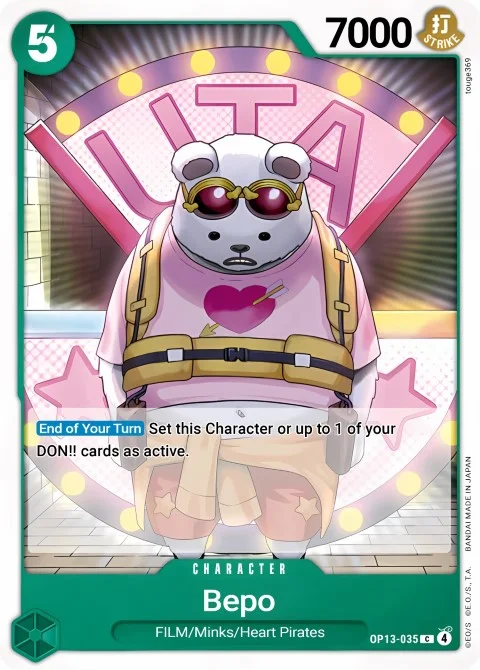 5
7000
打
STRIKE
touge369
UTA
End of Your Turn Set this Character or up to 1 of your
DON!! cards as active.
CHARACTER
Bepo
FILM/Minks/Heart Pirates
OP13-035 C 4
©EO/S ©E.O./S., T.A. BANDAI MADE IN JAPAN